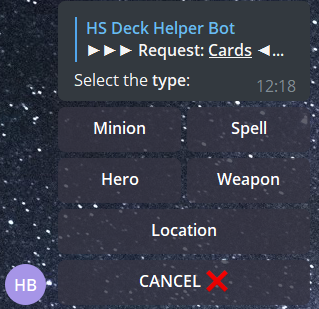 HS Deck Helper Bot
►►► Request: Cards ◄...
Select the type:
12:18
Minion
Spell
Hero
Weapon
Location
CANCEL ❌
HB